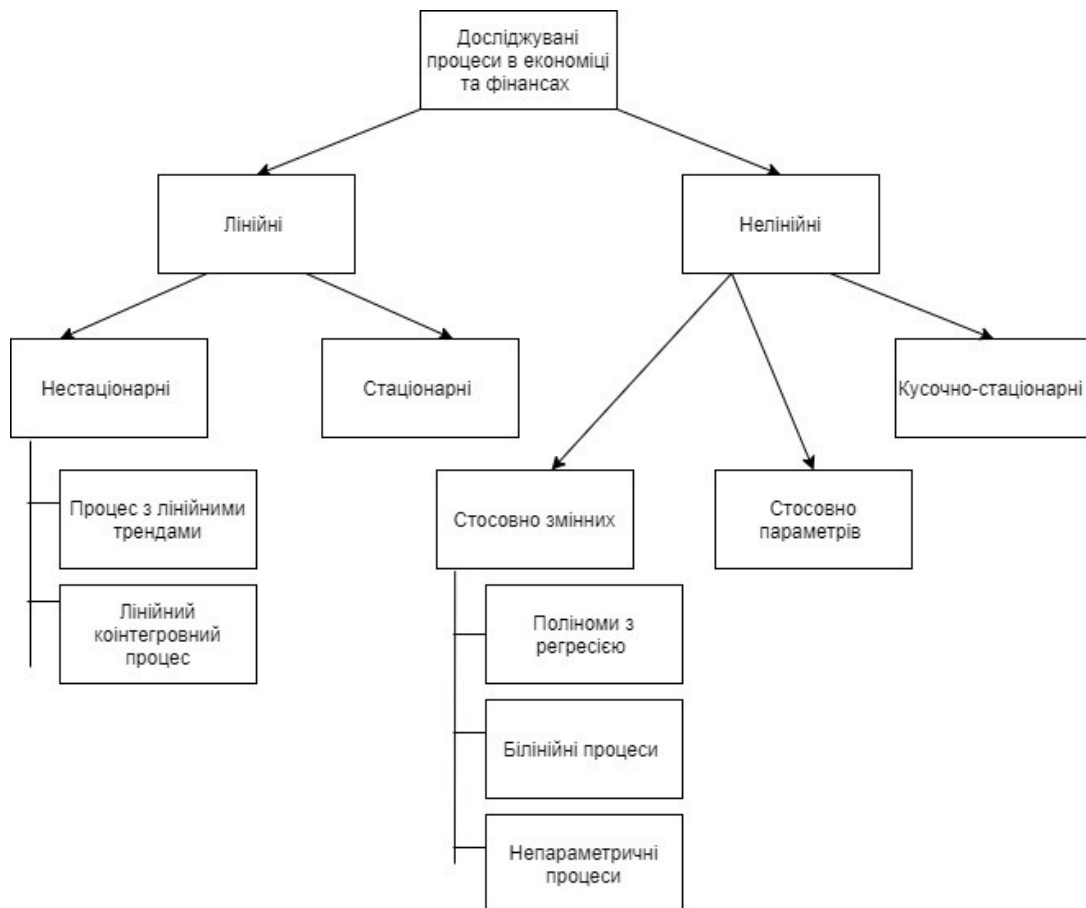 Досліджувані
процеси в економіці
та фінансах
Лінійні
Нелінійні
Нестаціонарні
Стаціонарні
Кусочно-стаціонарні
Процес з лінійними
трендами
Стосовно змінних
Стосовно
параметрів
Лінійний
коінтегровний
процес
Поліноми з
регресією
Білінійні процеси
Непараметричні
процеси